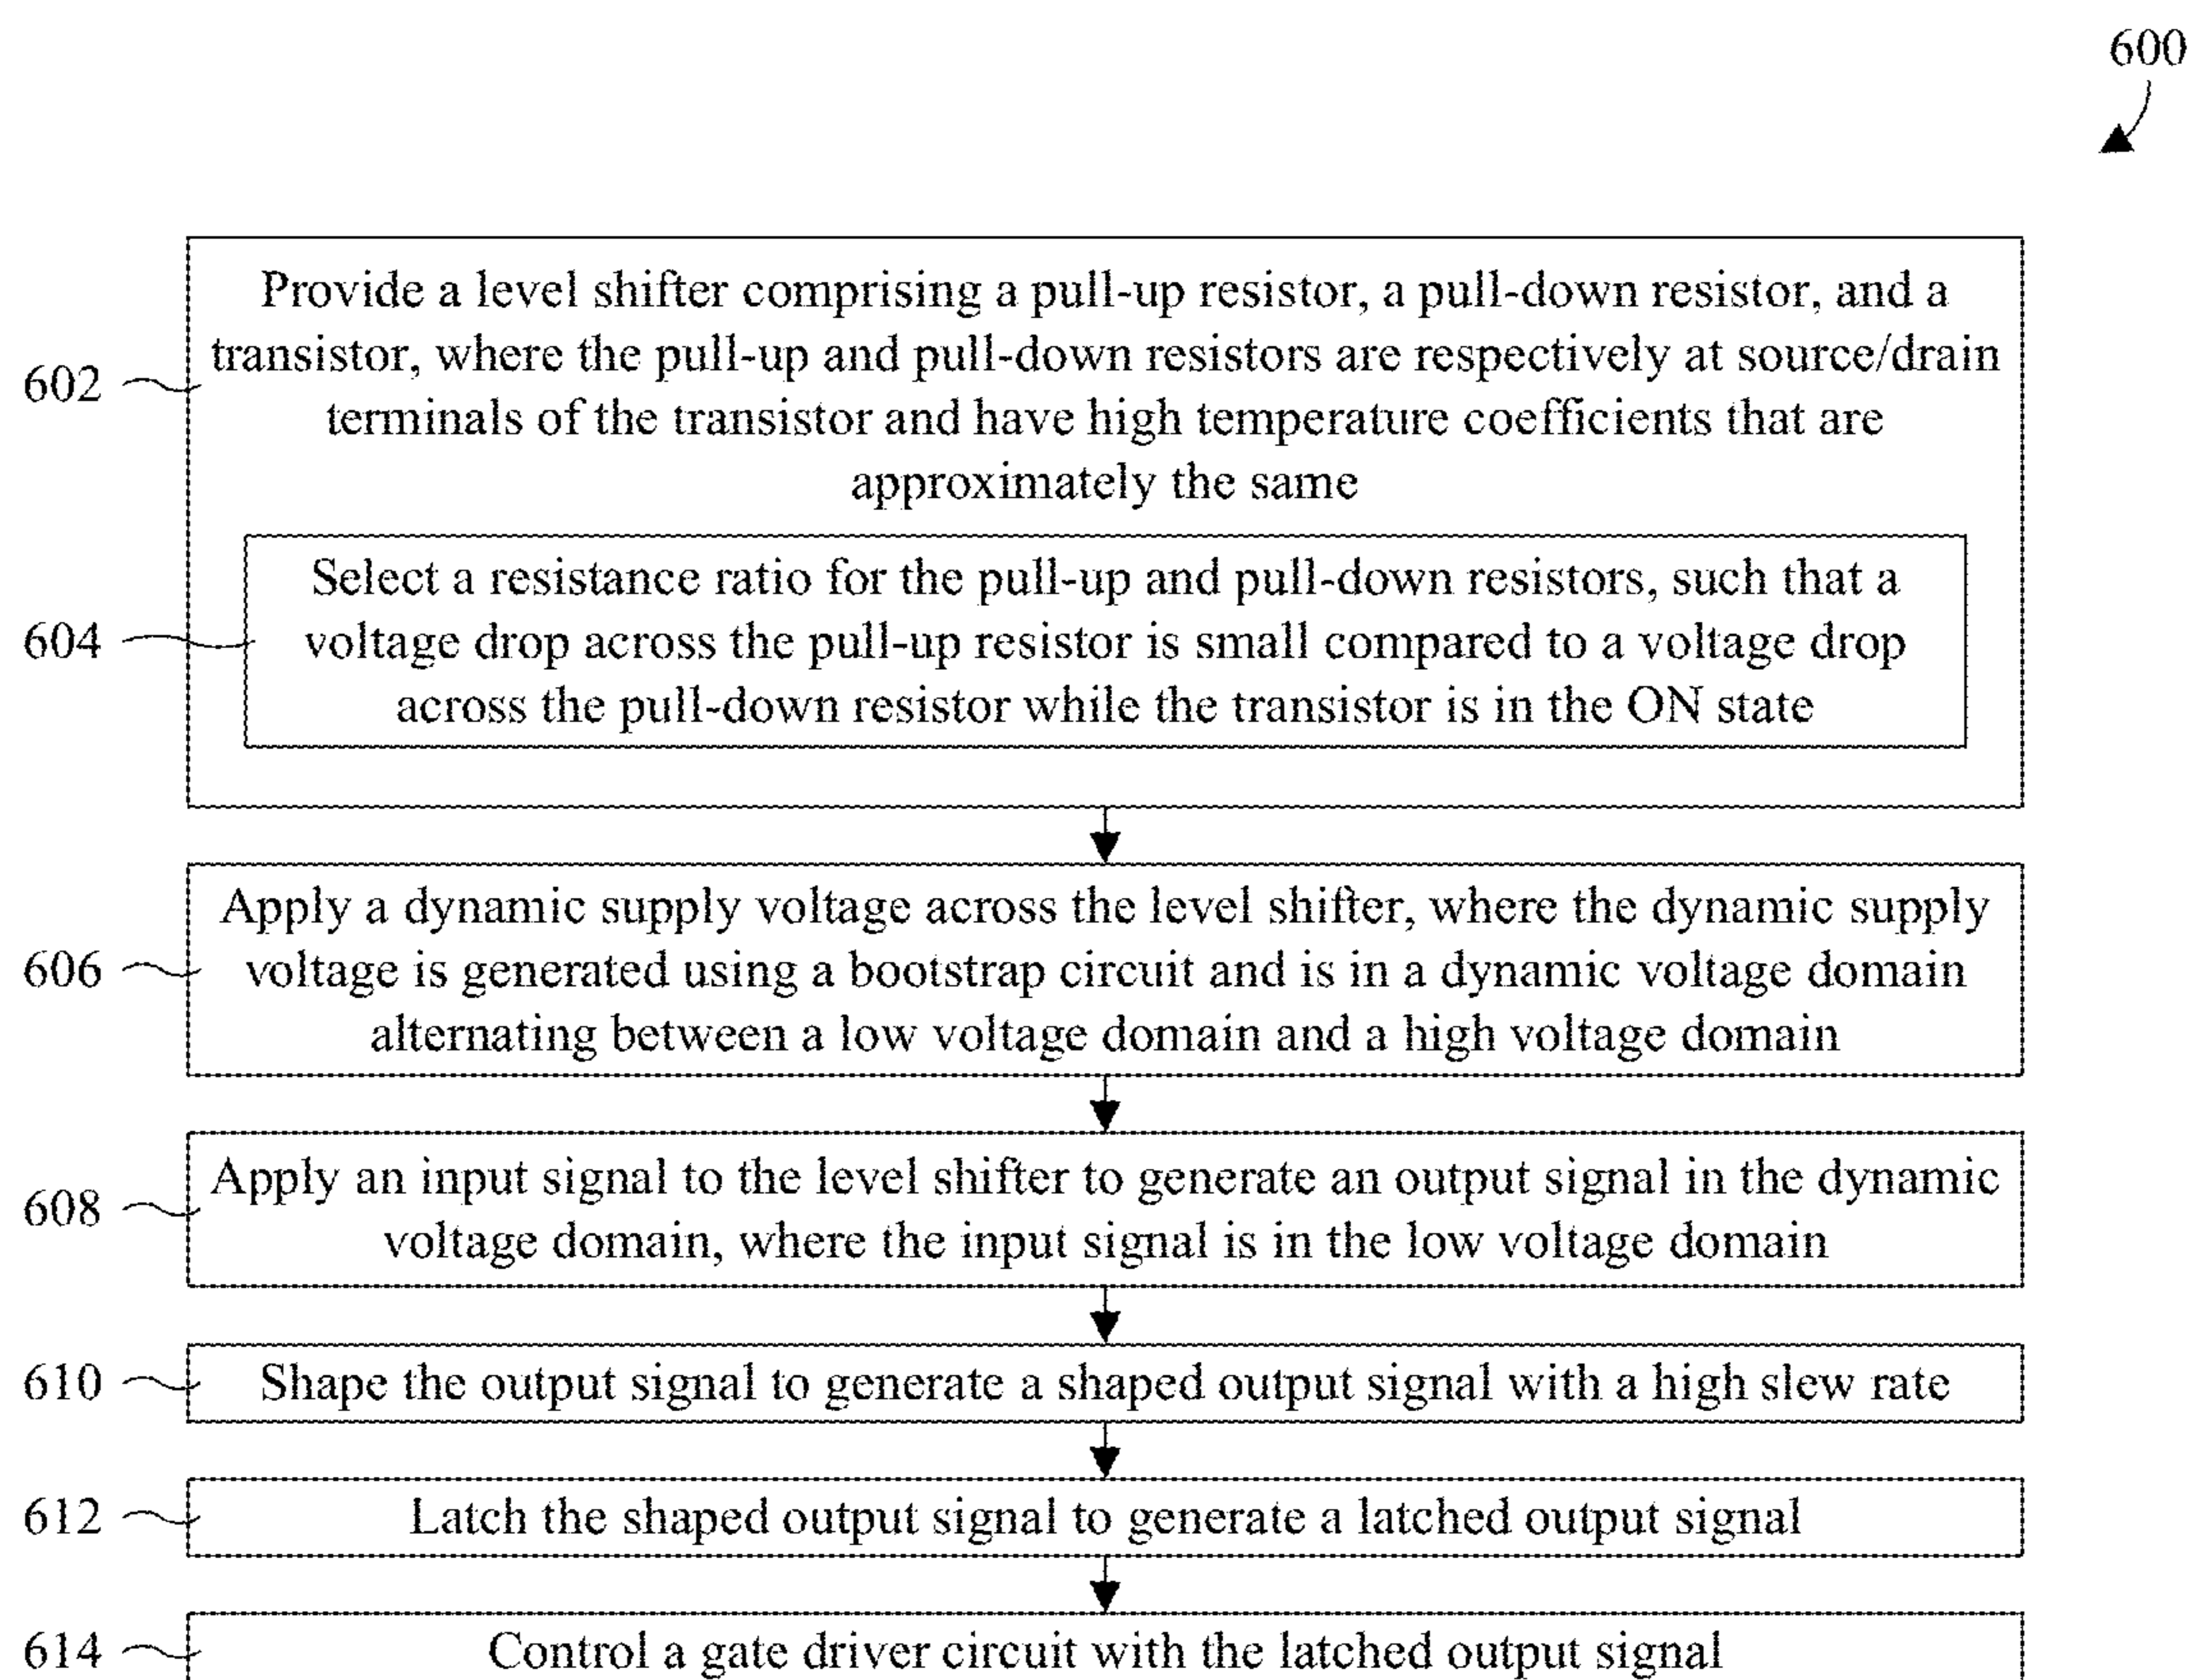 600
Provide a level shifter comprising a pull-up resistor, a pull-down resistor, and a
transistor, where the pull-up and pull-down resistors are respectively at source/drain
602
terminals of the transistor and have high temperature coefficients that are
approximately the same
Select a resistance ratio for the pull-up and pull-down resistors, such that a
604
voltage drop across the pull-up resistor is small compared to a voltage drop
across the pull-down resistor while the transistor is in the ON state
Apply a dynamic supply voltage across the level shifter, where the dynamic supply
606
voltage is generated using a bootstrap circuit and is in a dynamic voltage domain
alternating between a low voltage domain and a high voltage domain
Apply an input signal to the level shifter to generate an output signal in the dynamic
608
voltage domain, where the input signal is in the low voltage domain
610
Shape the output signal to generate a shaped output signal with a high slew rate
612
Latch the shaped output signal to generate a latched output signal
614
Control a gate driver circuit with the latched output signal